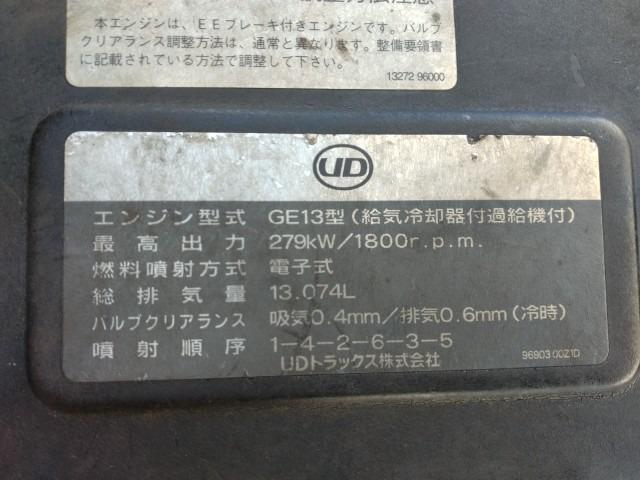 調整方法注意
本エンジンは、EEブレーキ付きエンジンです。バルブ
クリアランス調整方法は、通常と異なります。整備要領書
に記載されている方法で調整して下さい。
13272 96000
UD
エンジン型式 GE13型(給気冷却器付過給機付)
最高出力 279kW/1800r.p.m.
燃料噴射方式 電子式
総排気量 13.074L
バルブクリアランス 吸気0.4mm/排気0.6mm(冷時)
噴射順序 1-4-2-6-3-5
UDトラックス株式会社
96903 00Z1D